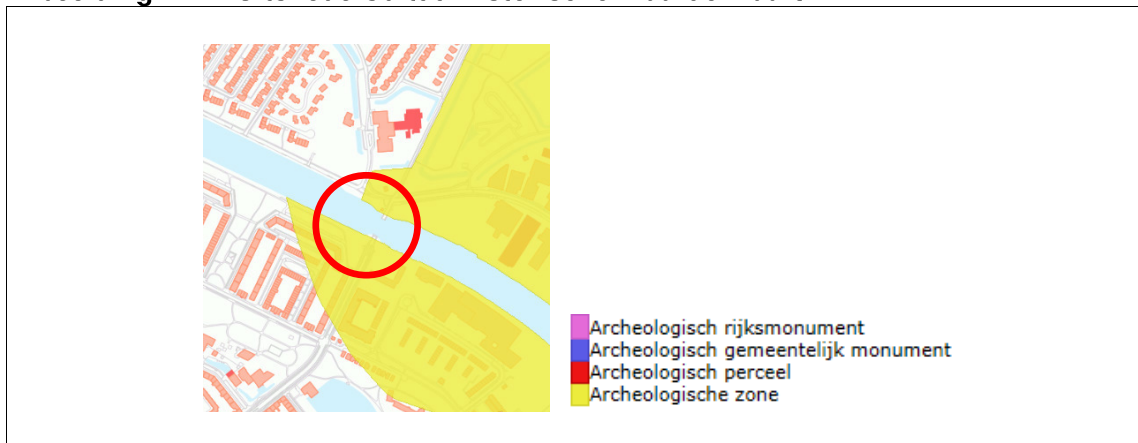 Archeologisch rijksmonument
Archeologisch gemeentelijk monument
Archeologisch perceel
Archeologische zone